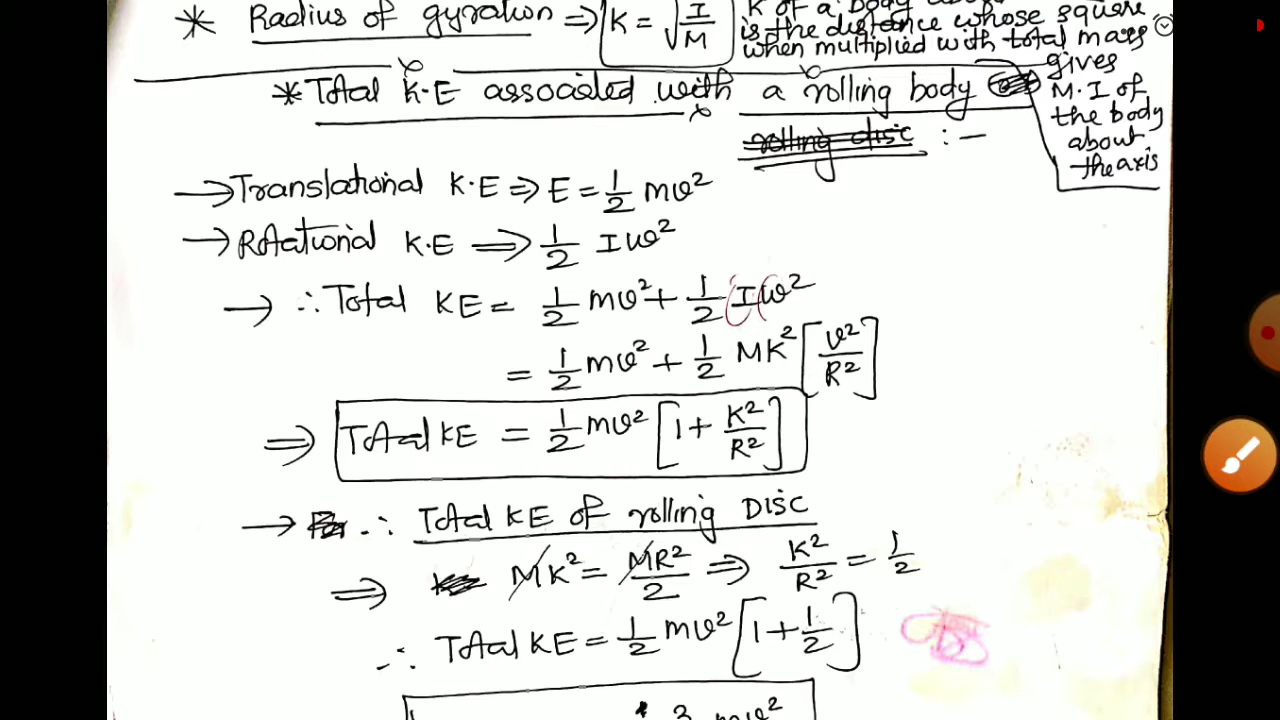 * Radius of gyration ⇒ K = √(I/M)
K of a body about
is the distance whose square
when multiplied with total mass
gives
M.I of
the body
about
the axis
* Total K.E associated with a rolling body
rolling disc :-
→ Translational K.E ⇒ E = 1/2 mv²
→ Rotational K.E ⇒ 1/2 Iω²
→ ∴ Total KE = 1/2 mv² + 1/2 Iω²
= 1/2 mv² + 1/2 MK² [v²/R²]
⇒ Total KE = 1/2 mv² [1 + K²/R²]
→ ∴ Total KE of rolling DISC
⇒ MK² = MR²/2 ⇒ K²/R² = 1/2
∴ Total KE = 1/2 mv² [1 + 1/2]
3 mv²